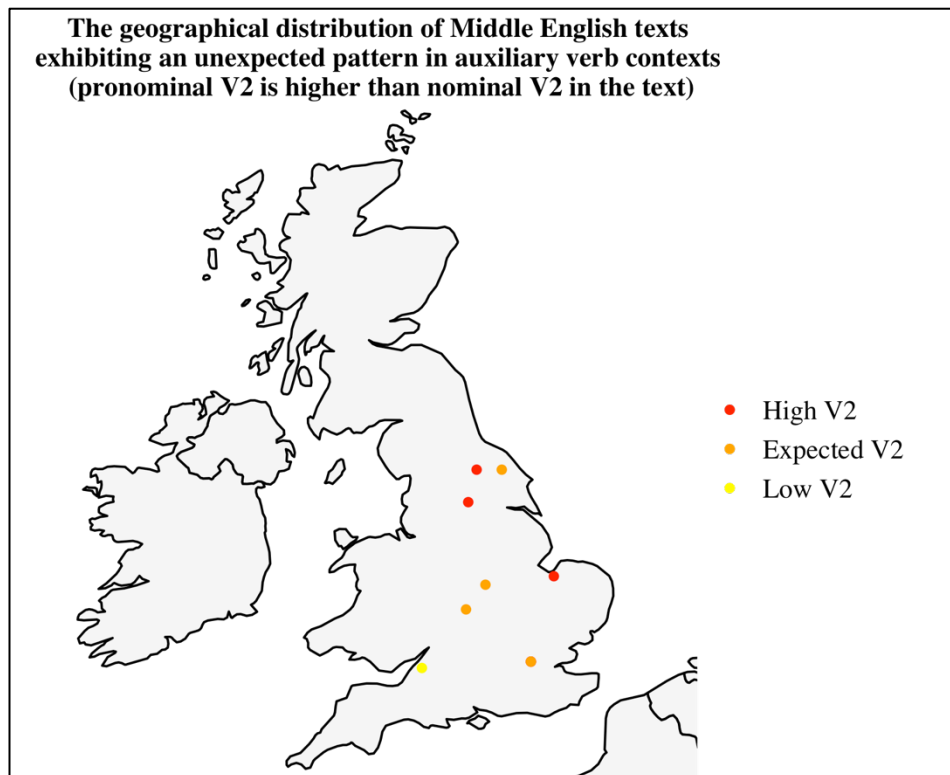 The geographical distribution of Middle English texts
exhibiting an unexpected pattern in auxiliary verb contexts
(pronominal V2 is higher than nominal V2 in the text)
High V2
Expected V2
Low V2